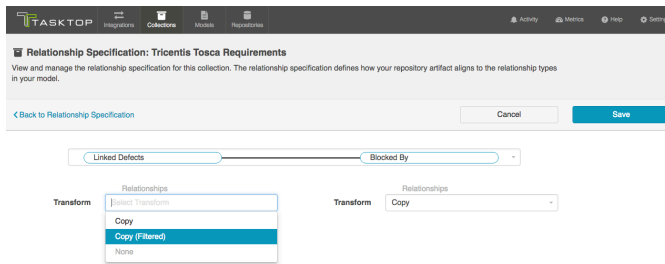 TASKTOP
Integrations
Collections
Models
Repositories
Activity
Metrics
Help
Settin
Relationship Specification: Tricentis Tosca Requirements
View and manage the relationship specification for this collection. The relationship specification defines how your repository artifact aligns to the relationship types
in your model.
Back to Relationship Specification
Cancel
Save
Linked Defects
Blocked By
Relationships
Relationships
Transform
Select Transform
Transform
Copy
Copy
Copy (Filtered)
None